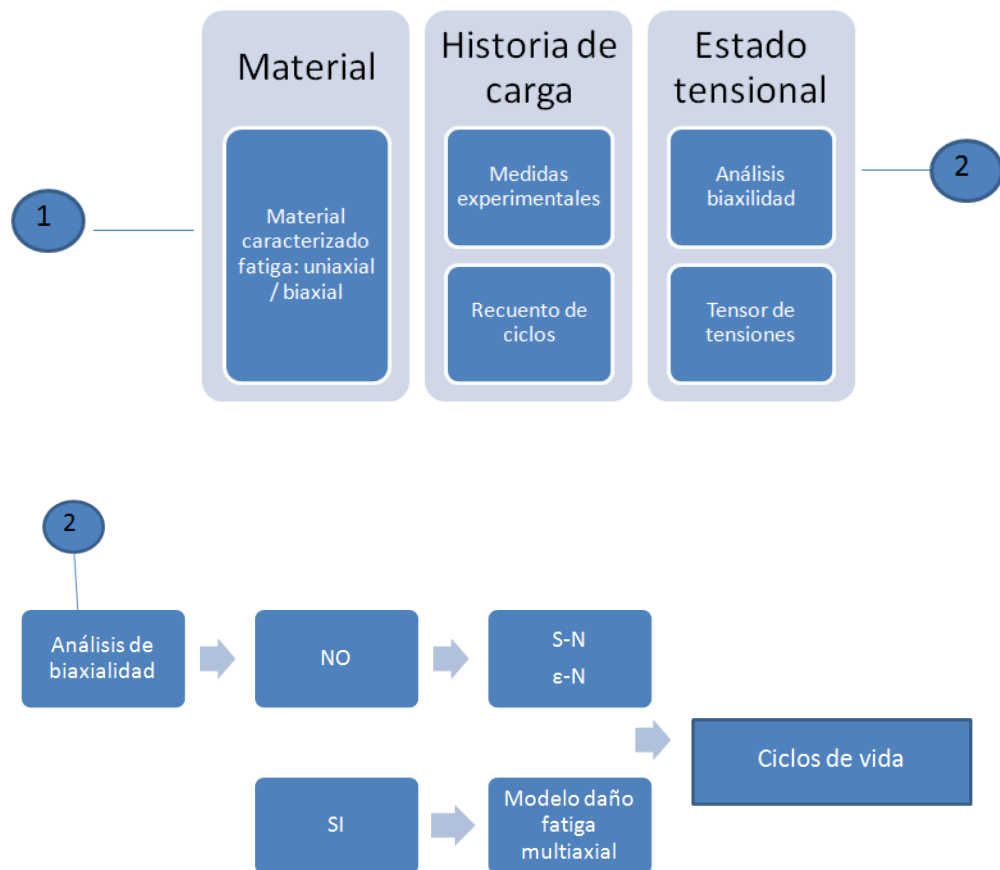 Material
Historia de
carga
Estado
tensional
1
Material
caracterizado
fatiga: uniaxial
/ biaxial
Medidas
experimentales
Recuento de
ciclos
Análisis
biaxilidad
Tensor de
tensiones
2
2
Análisis de
biaxialidad
NO
S-N
ε-N
SI
Modelo daño
fatiga
multiaxial
Ciclos de vida